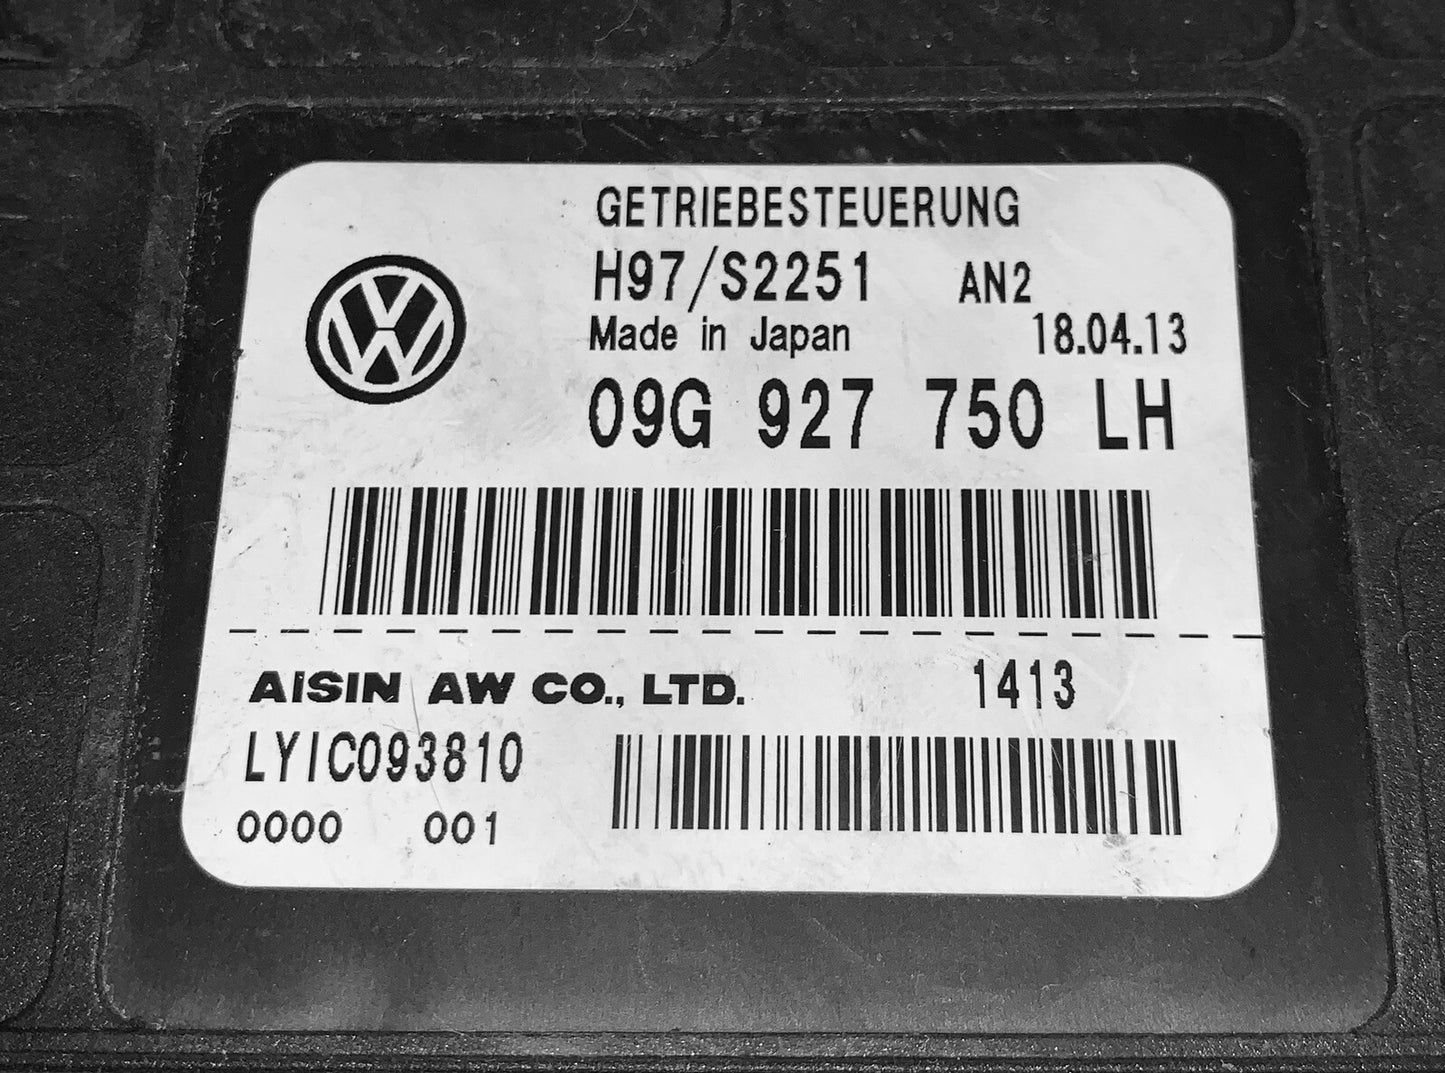 GETRIEBESTEUERUNG
H97/S2251 AN2
Made in Japan 18.04.13
09G 927 750 LH
AISIN AW CO., LTD. 1413
LYIC093810
0000 001